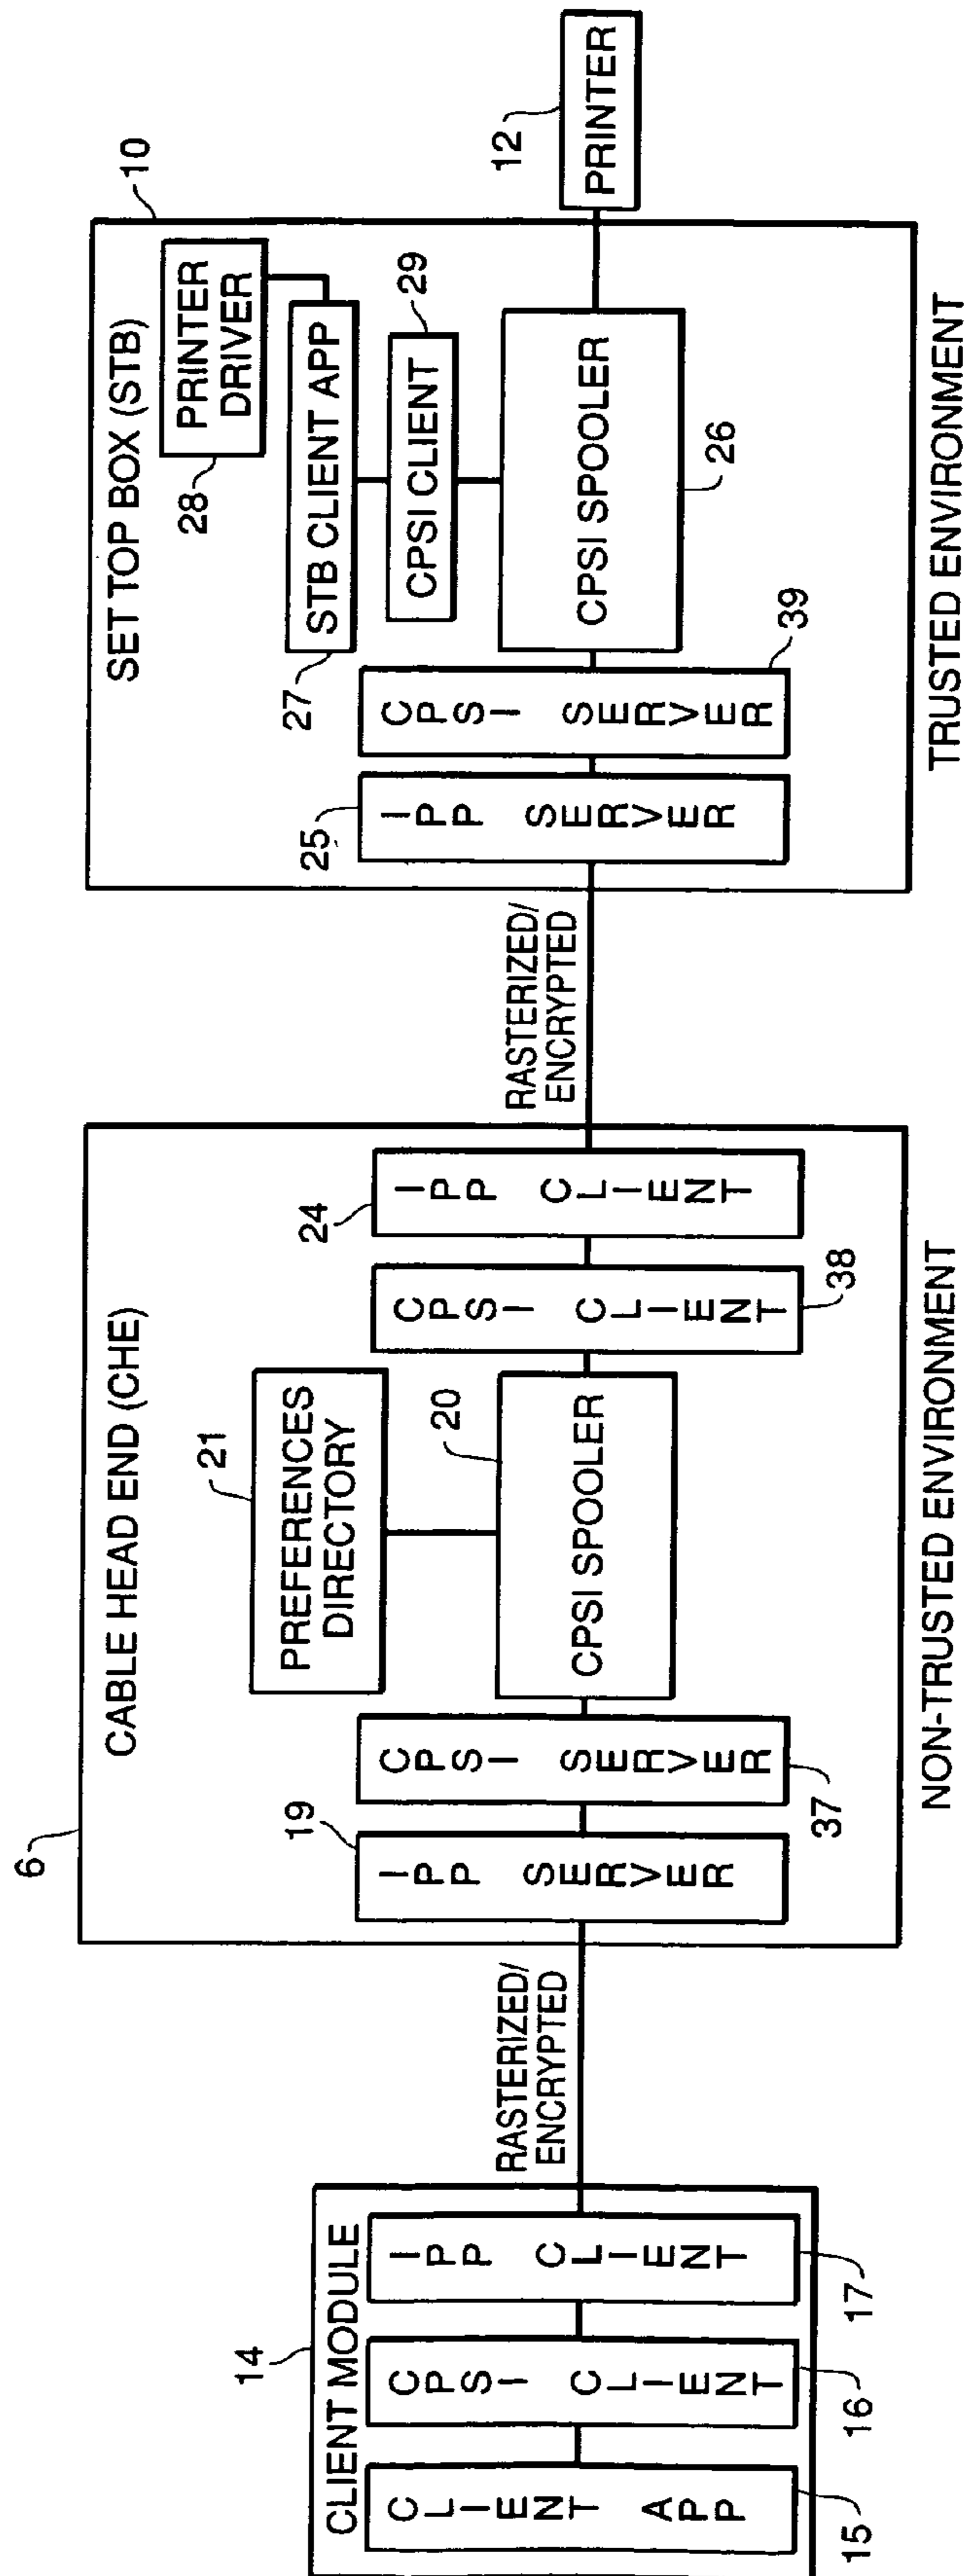 14
CLIENT MODULE
CLIENT APP
15
CPSI CLIENT
16
IPP CLIENT
17
RASTERIZED/
ENCRYPTED
6
CABLE HEAD END (CHE)
19
IPP SERVER
CPSI SERVER
37
21
PREFERENCES
DIRECTORY
20
CPSI SPOOLER
CPSI CLIENT
38
24
IPP CLIENT
NON-TRUSTED ENVIRONMENT
RASTERIZED/
ENCRYPTED
10
SET TOP BOX (STB)
25
IPP SERVER
CPSI SERVER
39
28
PRINTER
DRIVER
27
STB CLIENT APP
29
CPSI CLIENT
CPSI SPOOLER
26
TRUSTED ENVIRONMENT
12
PRINTER